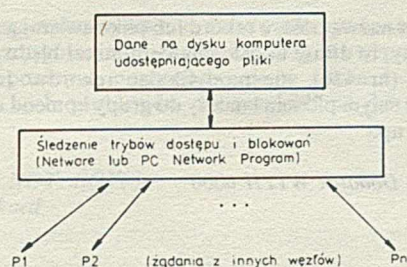 Dane na dysku komputera
udostępniającego pliki
Śledzenie trybów dostępu i blokowań
(Netware lub PC Network Program)
. . .
P1 P2 (żądania z innych węzłów) Pn